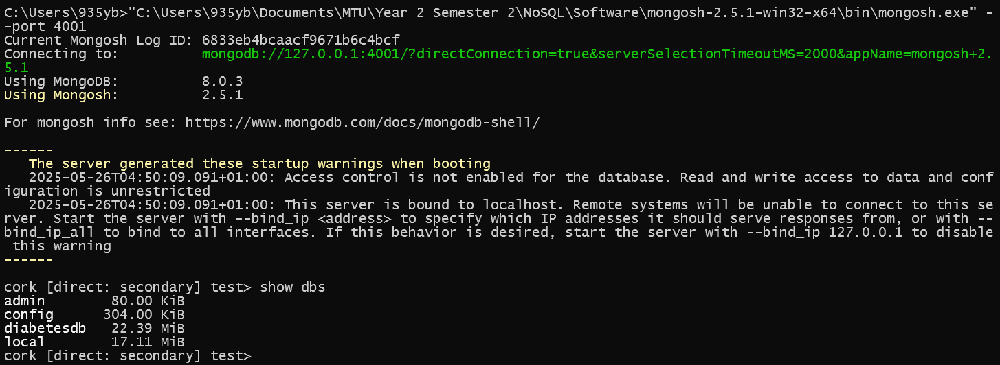 C:\Users\935yb>"C:\Users\935yb\Documents\MTU\Year 2 Semester 2\NoSQL\Software\mongosh-2.5.1-win32-x64\bin\mongosh.exe" -
-port 4001
Current Mongosh Log ID: 6833eb4bcaacf9671b6c4bcf
Connecting to:          mongodb://127.0.0.1:4001/?directConnection=true&serverSelectionTimeoutMS=2000&appName=mongosh+2.
5.1
Using MongoDB:          8.0.3
Using Mongosh:          2.5.1
For mongosh info see: https://www.mongodb.com/docs/mongodb-shell/
------
   The server generated these startup warnings when booting
   2025-05-26T04:50:09.091+01:00: Access control is not enabled for the database. Read and write access to data and conf
iguration is unrestricted
   2025-05-26T04:50:09.091+01:00: This server is bound to localhost. Remote systems will be unable to connect to this se
rver. Start the server with --bind_ip <address> to specify which IP addresses it should serve responses from, or with --
bind_ip_all to bind to all interfaces. If this behavior is desired, start the server with --bind_ip 127.0.0.1 to disable
 this warning
------
cork [direct: secondary] test> show dbs
admin        80.00 KiB
config      304.00 KiB
diabetesdb   22.39 MiB
local        17.11 MiB
cork [direct: secondary] test>